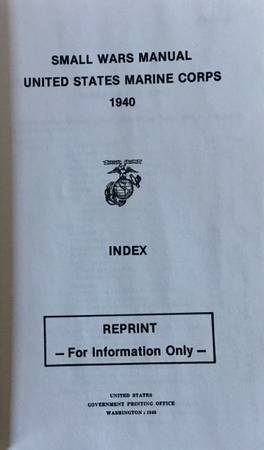 SMALL WARS MANUAL
UNITED STATES MARINE CORPS
1940
INDEX
REPRINT
– For Information Only –
UNITED STATES
GOVERNMENT PRINTING OFFICE
WASHINGTON : 1940